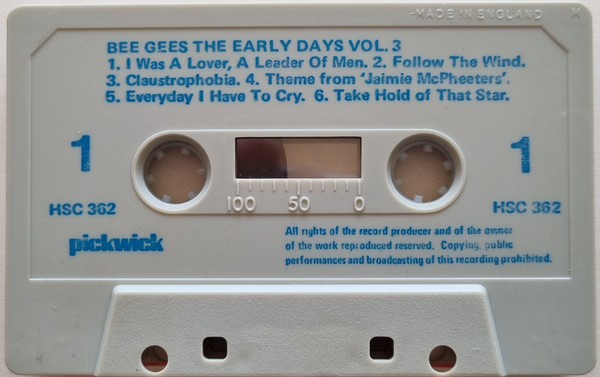 MADE IN ENGLAND
BEE GEES THE EARLY DAYS VOL. 3
1. I Was A Lover, A Leader Of Men. 2. Follow The Wind.
3. Claustrophobia. 4. Theme from 'Jaimie McPheeters'.
5. Everyday I Have To Cry. 6. Take Hold of That Star.
1 1
HSC 362 HSC 362
100 50 0
pickwick
All rights of the record producer and of the owner
of the work reproduced reserved. Copying, public
performances and broadcasting of this recording prohibited.